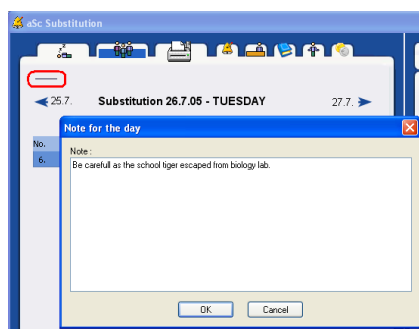 aSc Substitution
25.7. Substitution 26.7.05 - TUESDAY 27.7.
Note for the day
No.
Note :
6.
Be carefull as the school tiger escaped from biology lab.
OK Cancel